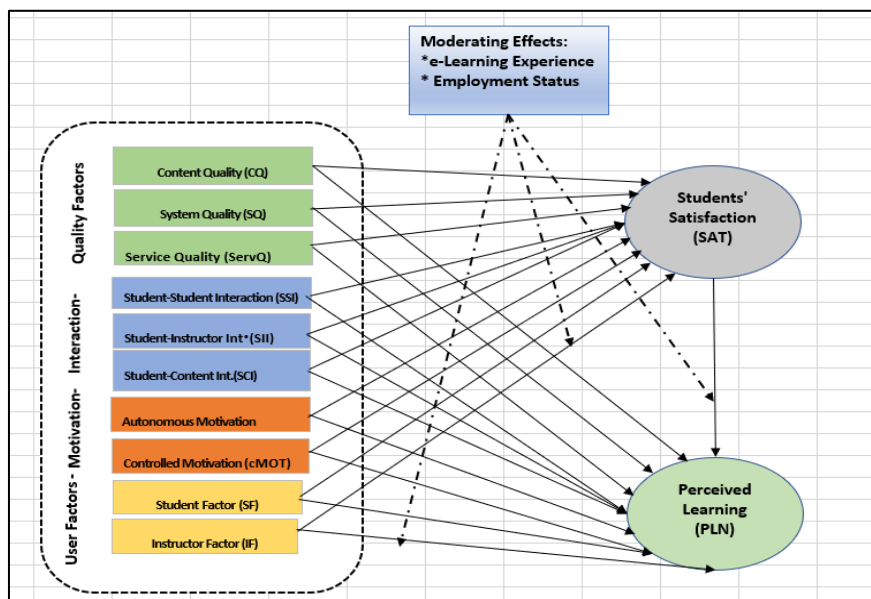 Moderating Effects:
*e-Learning Experience
* Employment Status
Quality Factors
Interaction-
Motivation-
User Factors -
Content Quality (CQ)
System Quality (SQ)
Service Quality (ServQ)
Student-Student Interaction (SSI)
Student-Instructor Int•(SII)
Student-Content Int.(SCI)
Autonomous Motivation
Controlled Motivation (cMOT)
Student Factor (SF)
Instructor Factor (IF)
Students'
Satisfaction
(SAT)
Perceived
Learning
(PLN)